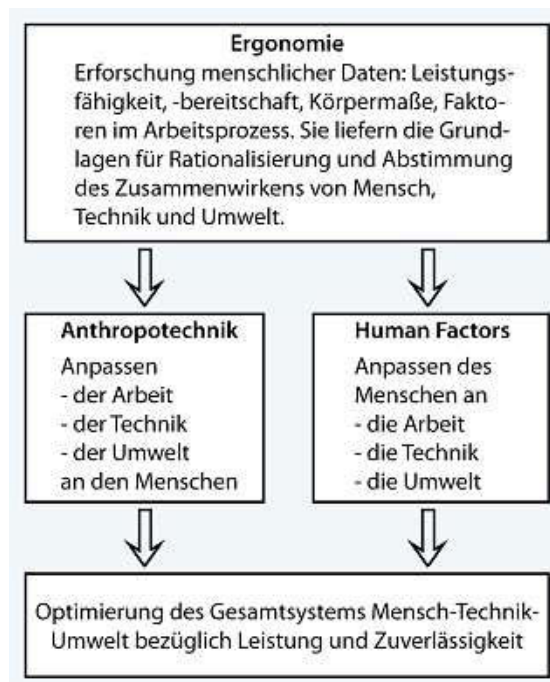 Ergonomie
Erforschung menschlicher Daten: Leistungs-
fähigkeit, -bereitschaft, Körpermaße, Fakto-
ren im Arbeitsprozess. Sie liefern die Grund-
lagen für Rationalisierung und Abstimmung
des Zusammenwirkens von Mensch,
Technik und Umwelt.
Anthropotechnik
Anpassen
- der Arbeit
- der Technik
- der Umwelt
an den Menschen
Human Factors
Anpassen des
Menschen an
- die Arbeit
- die Technik
- die Umwelt
Optimierung des Gesamtsystems Mensch-Technik-
Umwelt bezüglich Leistung und Zuverlässigkeit